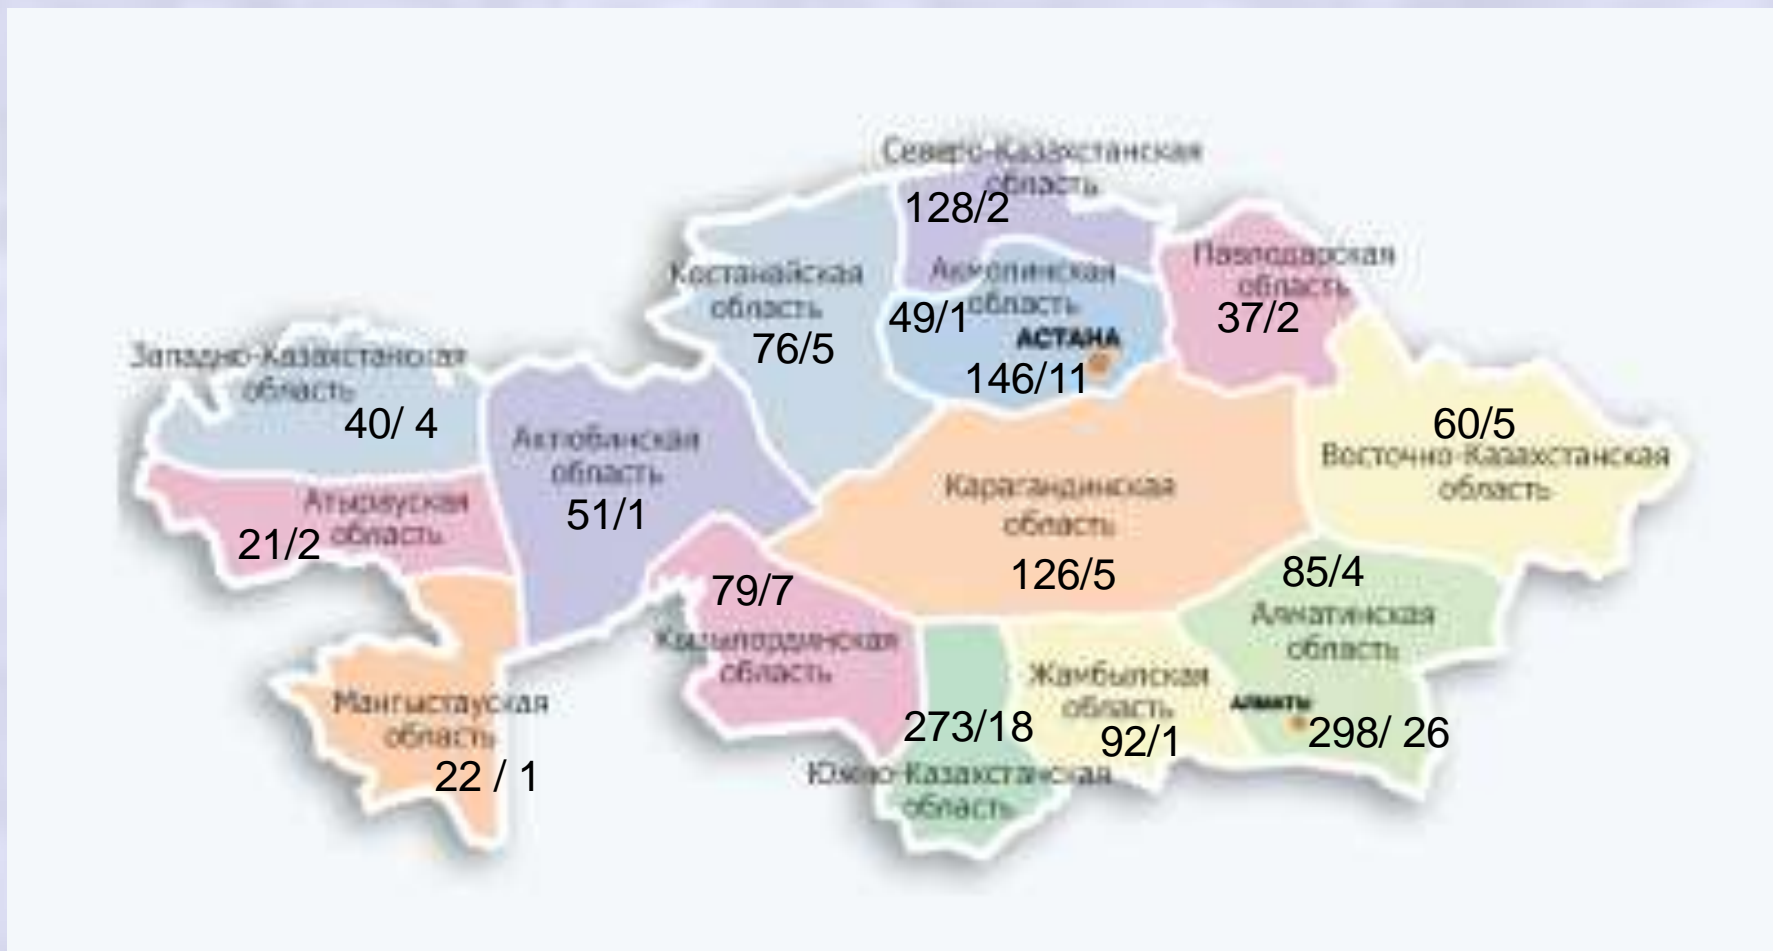 Северо-Казахстанская
область
128/2
Павлодарская
область
37/2
Костанайская
область
76/5
Акмолинская
область
49/1
АСТАНА
146/11
Западно-Казахстанская
область
40/ 4
Актюбинская
область
51/1
60/5
Восточно-Казахстанская
область
Атырауская
область
21/2
Карагандинская
область
126/5
85/4
Алматинская
область
79/7
Кызылординская
область
Жамбылская
область
92/1
АЛМАТЫ
298/ 26
Мангыстауская
область
22 / 1
273/18
Южно-Казахстанская
область